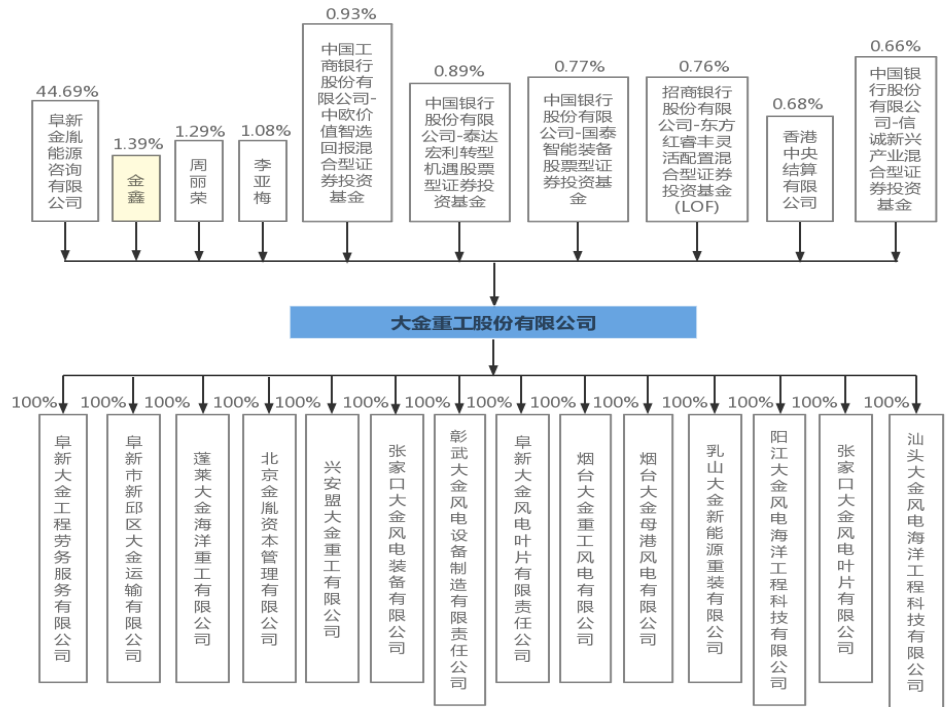 44.69%
阜新
金胤
能源
咨询
有限
公司
1.39%
金
鑫
1.29%
周
丽
荣
1.08%
李
亚
梅
0.93%
中国工
商银行
股份有
限公司-
中欧价
值智选
回报混
合型证
券投资
基金
0.89%
中国银行
股份有限
公司-泰达
宏利转型
机遇股票
型证券投
资基金
0.77%
中国银行
股份有限
公司-国泰
智能装备
股票型证
券投资基
金
0.76%
招商银行
股份有限
公司-东方
红睿丰灵
活配置混
合型证券
投资基金
(LOF)
0.68%
香港
中央
结算
有限
公司
0.66%
中国银
行股份
有限公
司-信
诚新兴
产业混
合型证
券投资
基金
大金重工股份有限公司
100%
阜新大金工程劳务服务有限公司
100%
阜新市新邱区大金运输有限公司
100%
蓬莱大金海洋重工有限公司
100%
北京金胤资本管理有限公司
100%
兴安盟大金重工有限公司
100%
张家口大金风电装备有限公司
100%
彰武大金风电设备制造有限责任公司
100%
阜新大金风电叶片有限责任公司
100%
烟台大金重工风电有限公司
100%
烟台大金母港风电有限公司
100%
乳山大金新能源重装有限公司
100%
阳江大金风电海洋工程科技有限公司
100%
张家口大金风电叶片有限公司
100%
汕头大金风电海洋工程科技有限公司